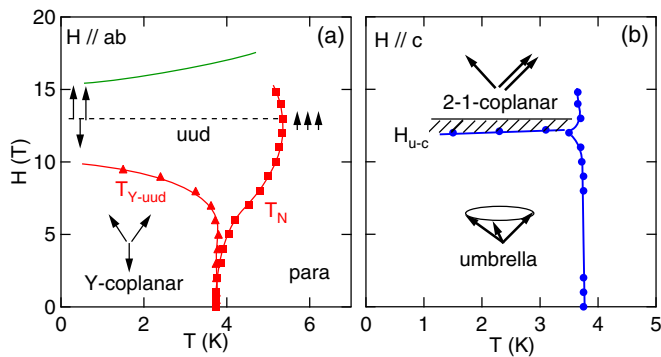 H // ab
(a)
20
15
10
5
0
H (T)
uud
T_Y-uud
T_N
Y-coplanar
para
0
2
4
6
T (K)
H // c
(b)
2-1-coplanar
H_u-c
umbrella
0
1
2
3
4
5
T (K)